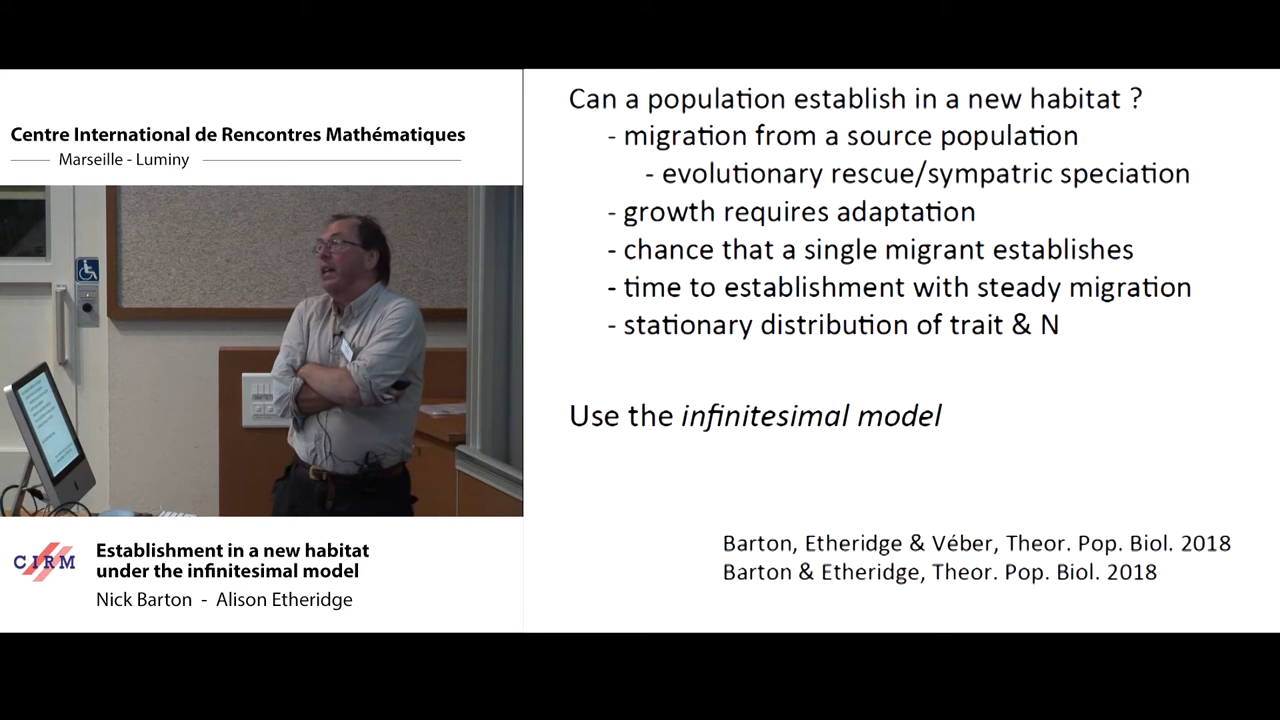 Centre International de Rencontres Mathématiques
Marseille - Luminy
CIRM
Establishment in a new habitat
under the infinitesimal model
Nick Barton - Alison Etheridge
Can a population establish in a new habitat ?
- migration from a source population
- evolutionary rescue/sympatric speciation
- growth requires adaptation
- chance that a single migrant establishes
- time to establishment with steady migration
- stationary distribution of trait & N
Use the infinitesimal model
Barton, Etheridge & Véber, Theor. Pop. Biol. 2018
Barton & Etheridge, Theor. Pop. Biol. 2018